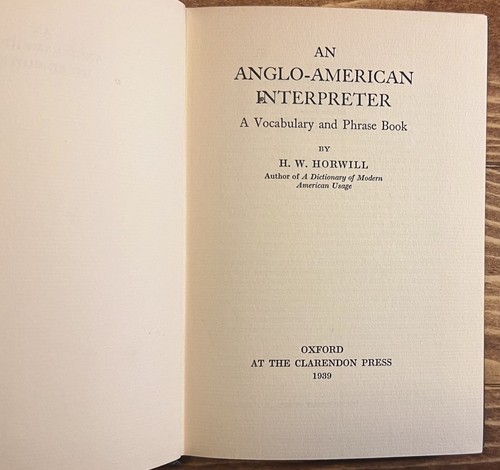 AN
ANGLO-AMERICAN
INTERPRETER
A Vocabulary and Phrase Book
BY
H. W. HORWILL
Author of A Dictionary of Modern
American Usage
OXFORD
AT THE CLARENDON PRESS
1939